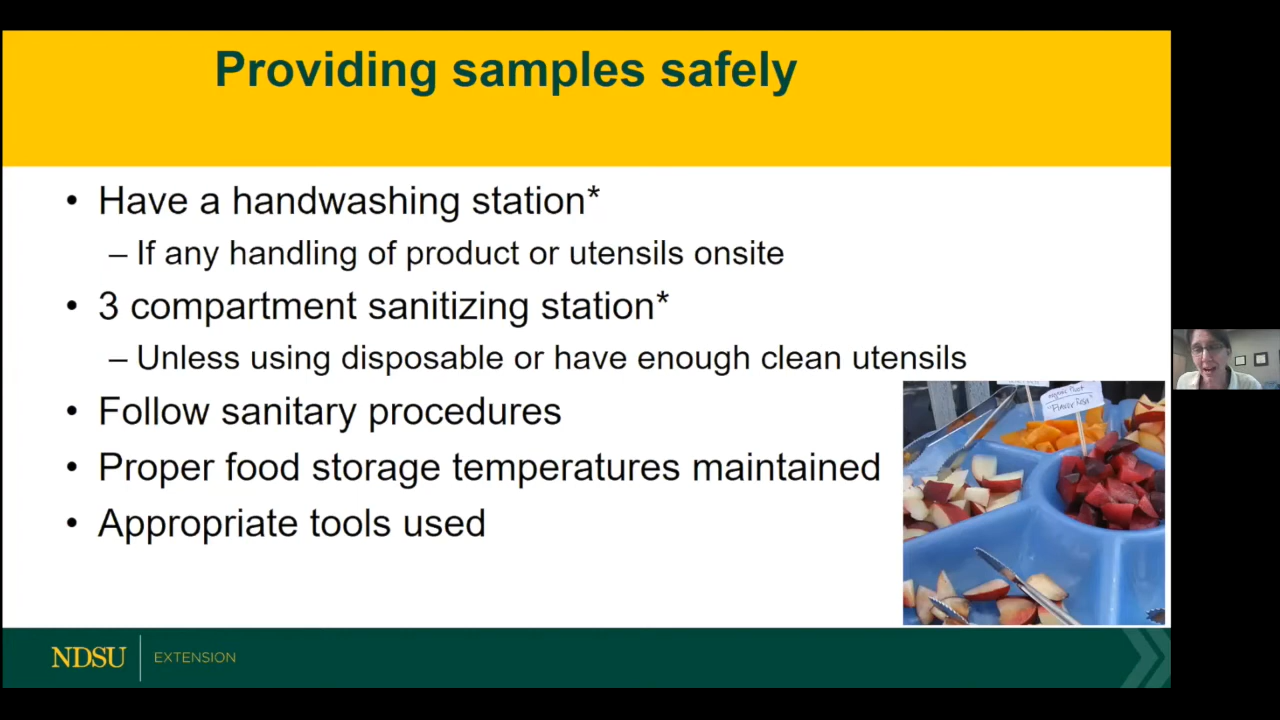 Providing samples safely
• Have a handwashing station*
– If any handling of product or utensils onsite
• 3 compartment sanitizing station*
– Unless using disposable or have enough clean utensils
• Follow sanitary procedures
• Proper food storage temperatures maintained
• Appropriate tools used
NDSU EXTENSION